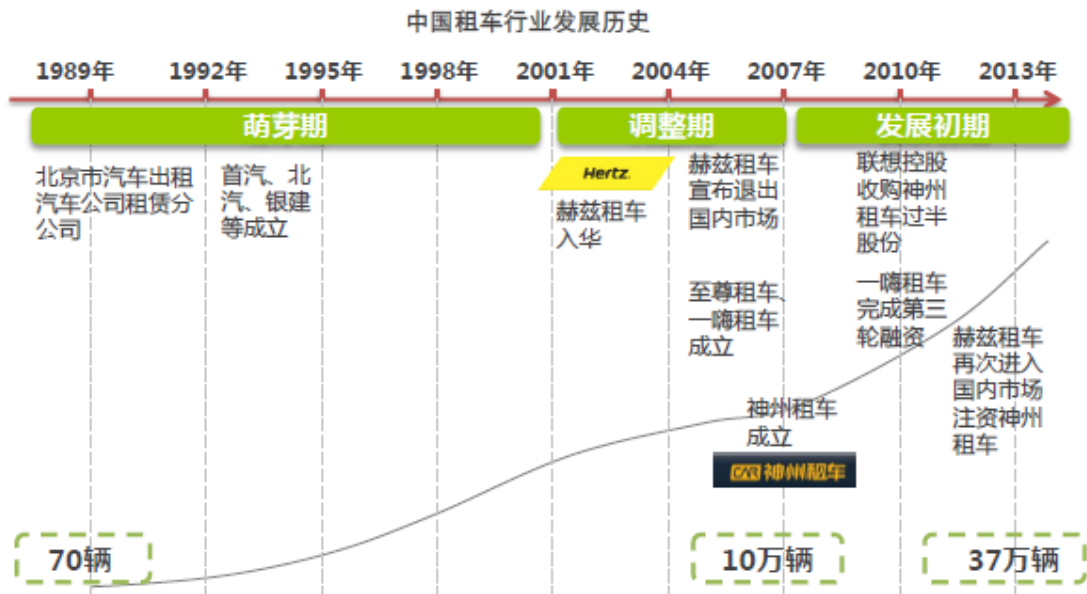 中国租车行业发展历史
1989年 1992年 1995年 1998年 2001年 2004年 2007年 2010年 2013年
萌芽期 调整期 发展初期
北京市汽车出租
汽车公司租赁分
公司
首汽、北
汽、银建
等成立
Hertz.
赫兹租车
入华
赫兹租车
宣布退出
国内市场
至尊租车、
一嗨租车
成立
神州租车
成立
CAR 神州租车
联想控股
收购神州
租车过半
股份
一嗨租车
完成第三
轮融资
赫兹租车
再次进入
国内市场
注资神州
租车
70辆 10万辆 37万辆